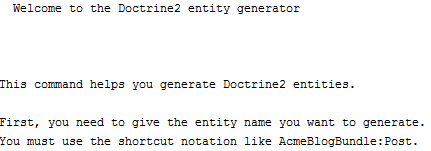 Welcome to the Doctrine2 entity generator
This command helps you generate Doctrine2 entities.
First, you need to give the entity name you want to generate.
You must use the shortcut notation like AcmeBlogBundle:Post.